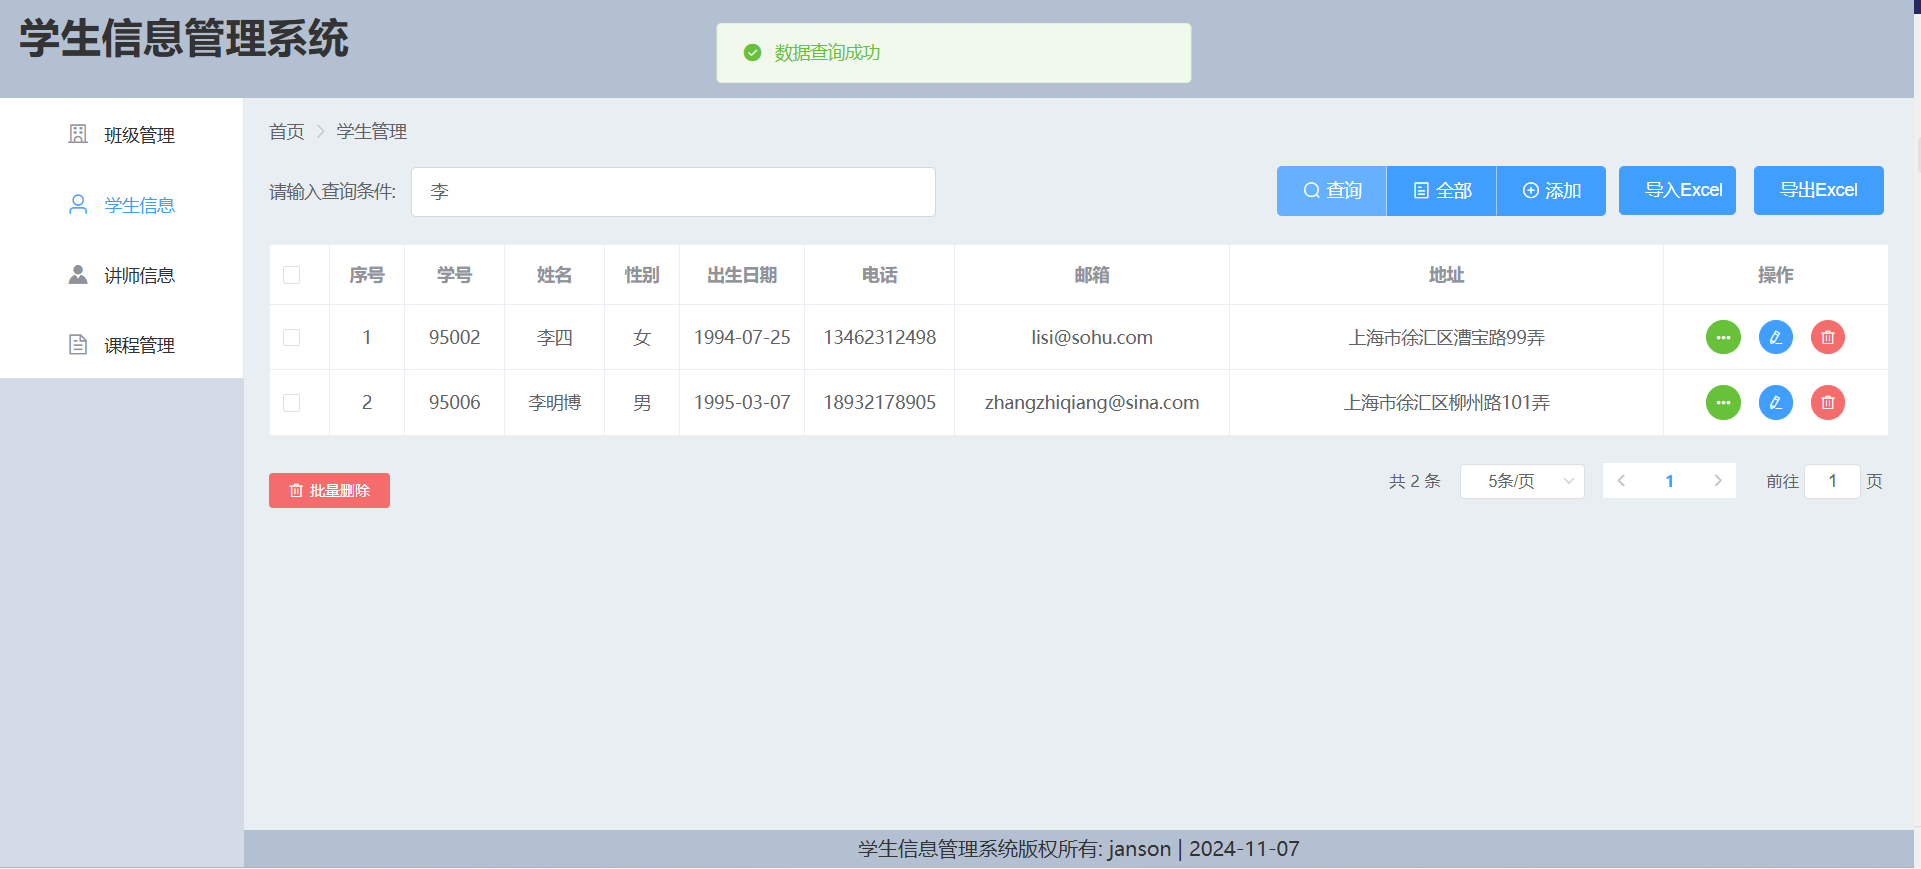 学生信息管理系统
数据查询成功
班级管理
学生信息
讲师信息
课程管理
首页 > 学生管理
请输入查询条件: 李 查询 全部 添加 导入Excel 导出Excel
序号 学号 姓名 性别 出生日期 电话 邮箱 地址 操作
1 95002 李四 女 1994-07-25 13462312498 lisi@sohu.com 上海市徐汇区漕宝路99弄
2 95006 李明博 男 1995-03-07 18932178905 zhangzhiqiang@sina.com 上海市徐汇区柳州路101弄
批量删除 共 2 条 5条/页 1 前往 1 页
学生信息管理系统版权所有: janson | 2024-11-07